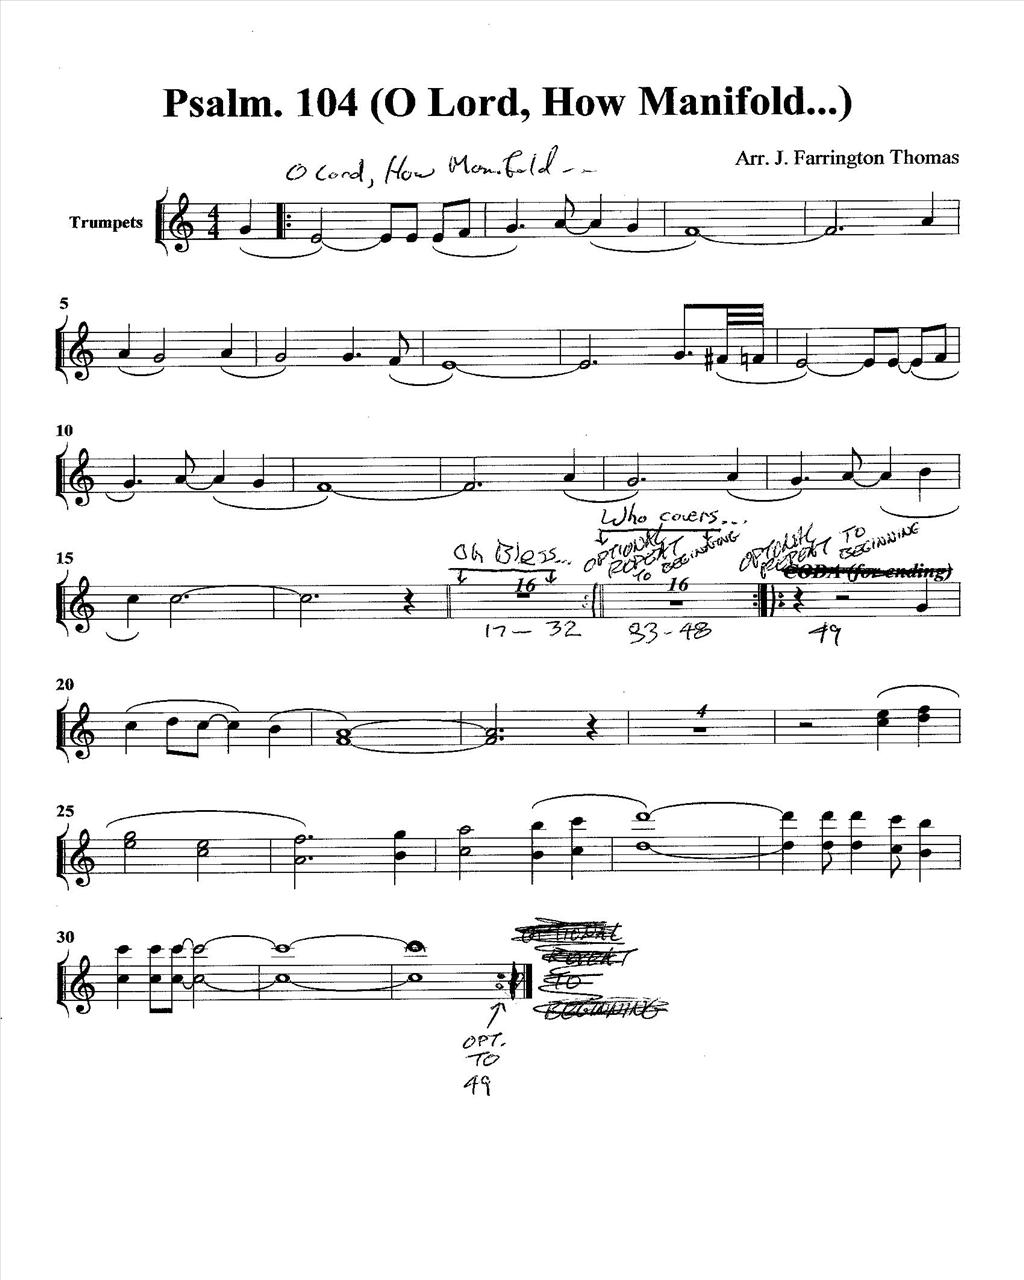 Psalm. 104 (O Lord, How Manifold...)
Arr. J. Farrington Thomas
O Lord, How Manifold...
Trumpets
4
4
5
10
Who covers...
15
Oh Bless...
OPTIONAL REPEAT TO BEGINNING
OPTIONAL REPEAT TO BEGINNING
CODA (for ending)
16
16
17-32
33-48
49
20
4
25
30
OPTIONAL
REPEAT
TO
BEGINNING
OPT.
TO
49